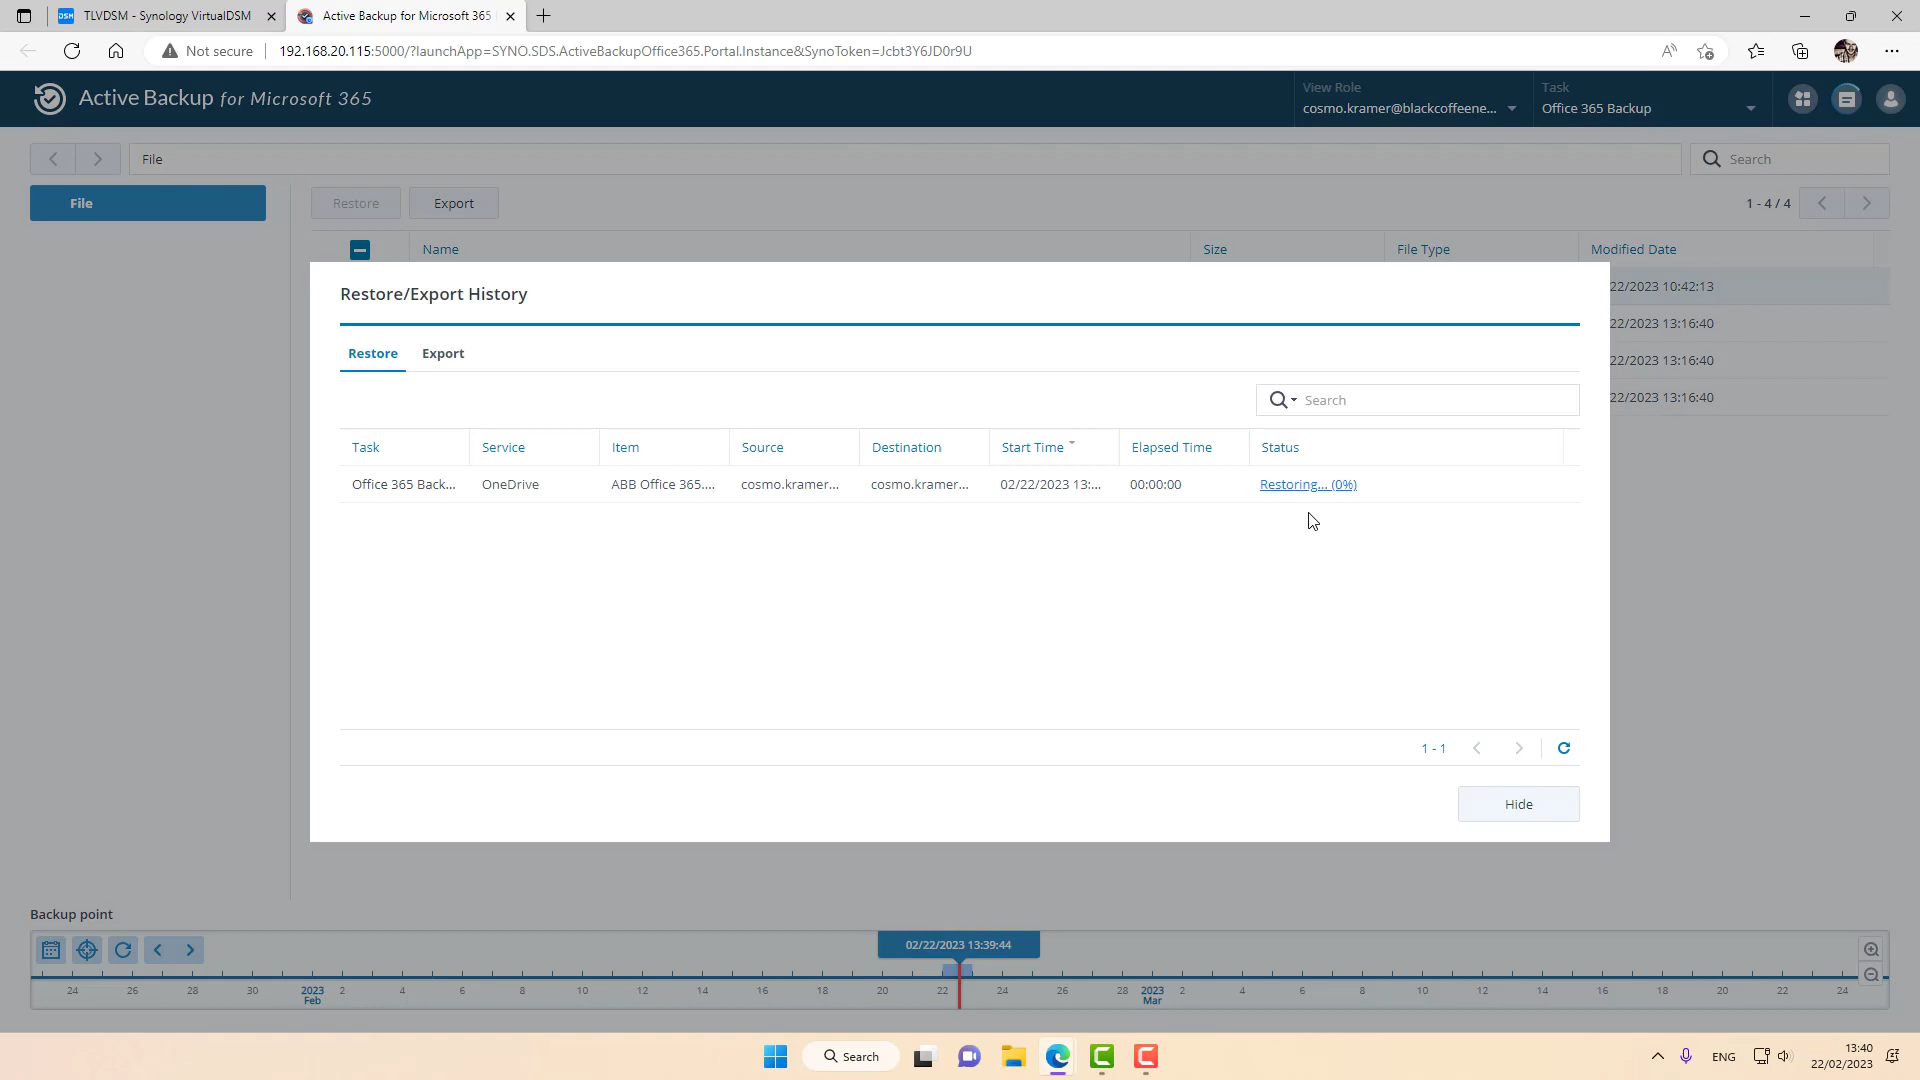 TLVDSM - Synology VirtualDSM
Active Backup for Microsoft 365
Not secure
192.168.20.115:5000/?launchApp=SYNO.SDS.ActiveBackupOffice365.Portal.Instance&SynoToken=Jcbt3Y6JD0r9U
Active Backup for Microsoft 365
View Role
cosmo.kramer@blackcoffeene...
Task
Office 365 Backup
File
Search
File
Restore
Export
1 - 4 / 4
Name
Size
File Type
Modified Date
22/2023 10:42:13
22/2023 13:16:40
22/2023 13:16:40
22/2023 13:16:40
Restore/Export History
Restore
Export
Search
Task
Service
Item
Source
Destination
Start Time
Elapsed Time
Status
Office 365 Back...
OneDrive
ABB Office 365....
cosmo.kramer...
cosmo.kramer...
02/22/2023 13:...
00:00:00
Restoring... (0%)
1 - 1
Hide
Backup point
02/22/2023 13:39:44
24 26 28 30 2023 2 4 6 8 10 12 14 16 18 20 22 24 26 28 2023 2 4 6 8 10 12 14 16 18 20 22 24
Feb Mar
Search
ENG
13:40
22/02/2023